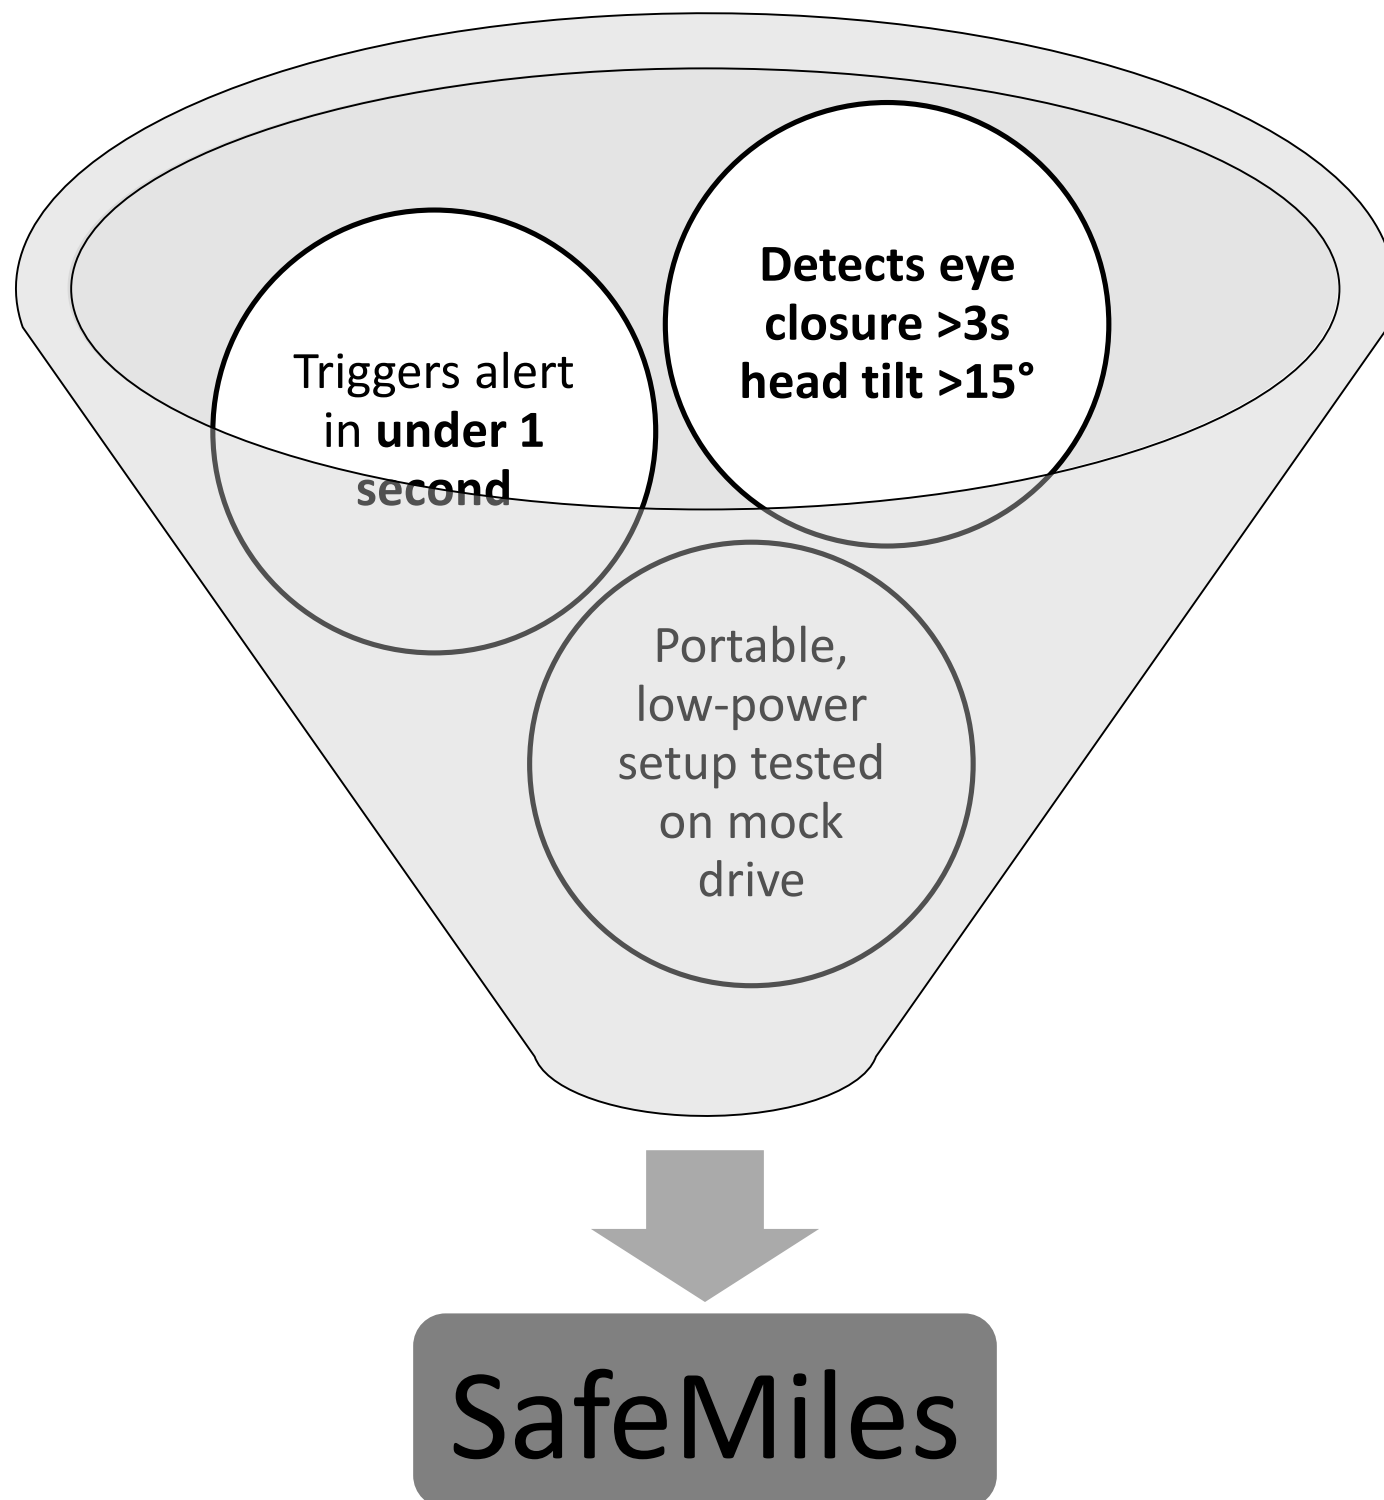 Triggers alert
in under 1
second
Detects eye
closure >3s
head tilt >15°
Portable,
low-power
setup tested
on mock
drive
SafeMiles